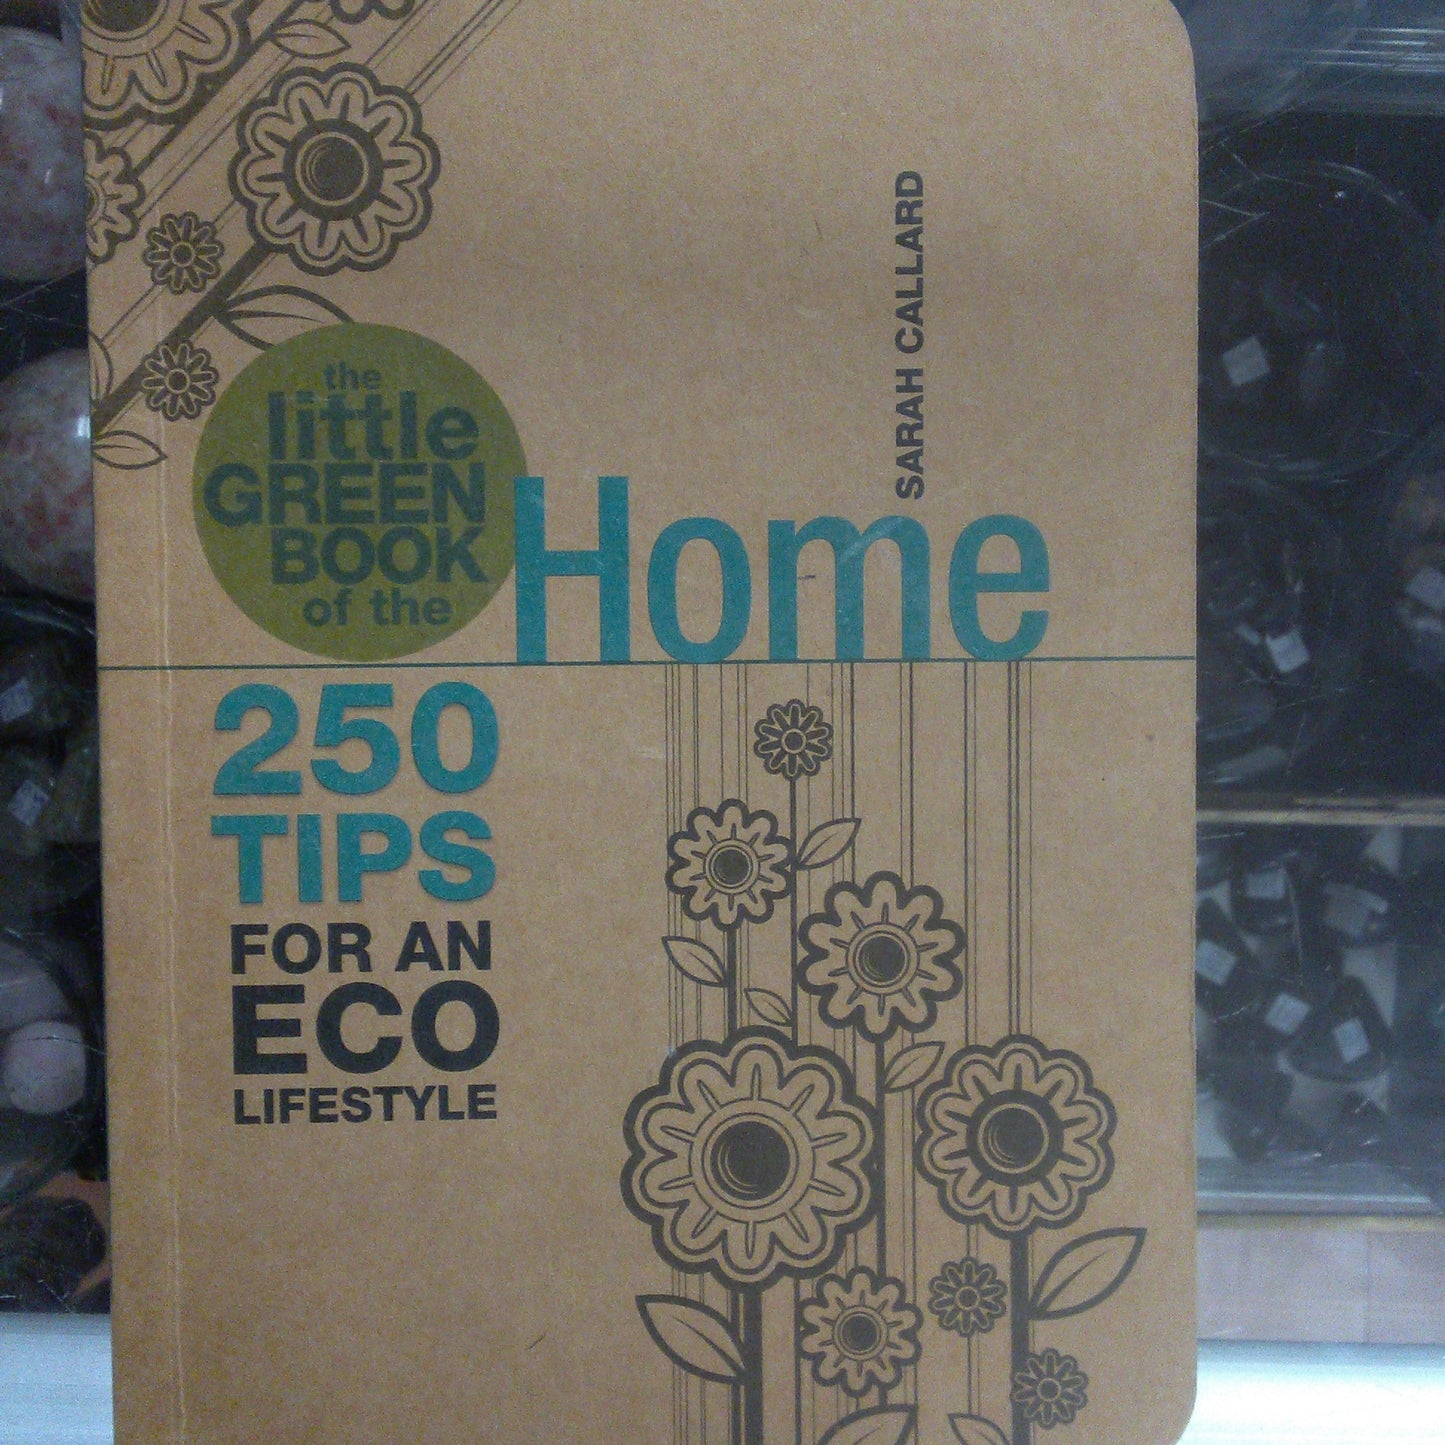 the
little
GREEN
BOOK
of the
Home
SARAH CALLARD
250
TIPS
FOR AN
ECO
LIFESTYLE